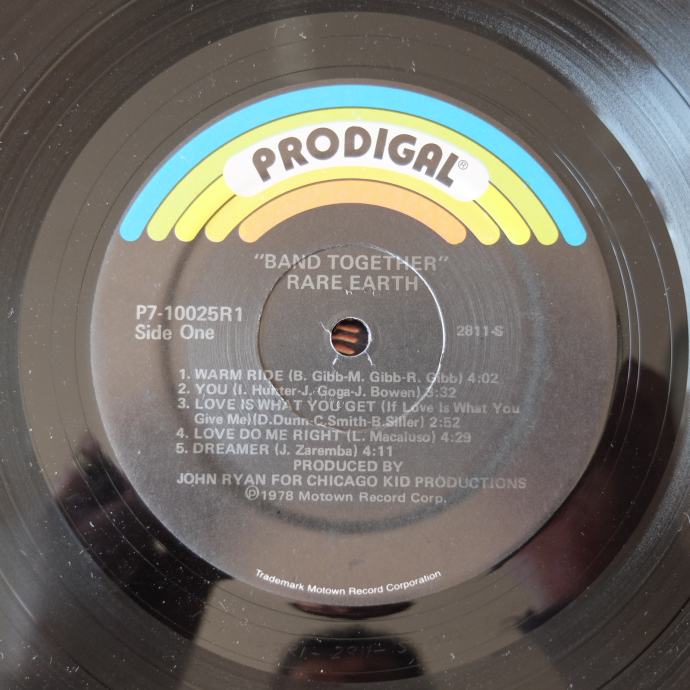 PRODIGAL®
"BAND TOGETHER"
RARE EARTH
P7-10025R1
Side One
2811-S
1. WARM RIDE (B. Gibb-M. Gibb-R. Gibb) 4:02
2. YOU (I. Hunter-J. Goga-J. Bowen) 3:32
3. LOVE IS WHAT YOU GET (If Love Is What You
Give Me)(D.Dunn-C.Smith-B.Siller) 2:52
4. LOVE DO ME RIGHT (L. Macaluso) 4:29
5. DREAMER (J. Zaremba) 4:11
PRODUCED BY
JOHN RYAN FOR CHICAGO KID PRODUCTIONS
℗1978 Motown Record Corp.
Trademark Motown Record Corporation